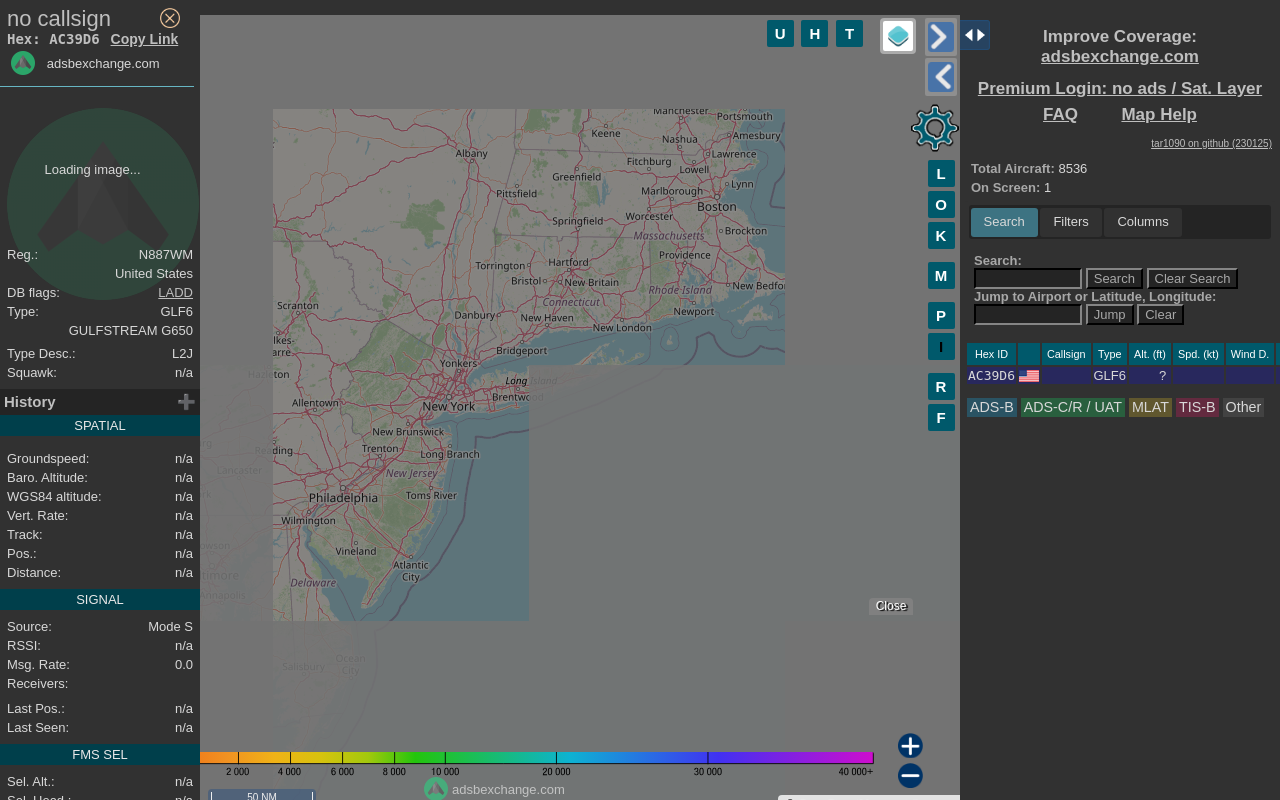 no callsign
Hex: AC39D6 Copy Link
adsbexchange.com
Loading image...
Reg.: N887WM
United States
DB flags: LADD
Type: GLF6
GULFSTREAM G650
Type Desc.: L2J
Squawk: n/a
History
SPATIAL
Groundspeed: n/a
Baro. Altitude: n/a
WGS84 altitude: n/a
Vert. Rate: n/a
Track: n/a
Pos.: n/a
Distance: n/a
SIGNAL
Source: Mode S
RSSI: n/a
Msg. Rate: 0.0
Receivers:
Last Pos.: n/a
Last Seen: n/a
FMS SEL
Sel. Alt.: n/a
Sel. Head.: n/a
U H T
L
O
K
M
P
I
R
F
Manchester
Portsmouth
Keene
Nashua
Amesbury
Albany
Fitchburg
Lawrence
Greenfield
Lowell
Pittsfield
Marlborough
Lynn
Springfield
Worcester
Boston
Massachusetts
Brockton
Torrington
Hartford
Providence
Bristol
New Britain
Rhode Island
New Bedfor
Scranton
Connecticut
Danbury
New Haven
Newport
New London
lkes-
arre
Bridgeport
Yonkers
Hazleton
Long Island
Brentwood
Allentown
New York
New Brunswick
Reading
Trenton
Long Branch
Lancaster
New Jersey
Philadelphia
Toms River
Wilmington
Vineland
Atlantic
City
Delaware
Annapolis
Salisbury
Ocean
City
Close
2 000 4 000 6 000 8 000 10 000 20 000 30 000 40 000+
adsbexchange.com
50 NM
Improve Coverage:
adsbexchange.com
Premium Login: no ads / Sat. Layer
FAQ Map Help
tar1090 on github (230125)
Total Aircraft: 8536
On Screen: 1
Search Filters Columns
Search:
Search Clear Search
Jump to Airport or Latitude, Longitude:
Jump Clear
Hex ID Callsign Type Alt. (ft) Spd. (kt) Wind D.
AC39D6 GLF6 ?
ADS-B ADS-C/R / UAT MLAT TIS-B Other